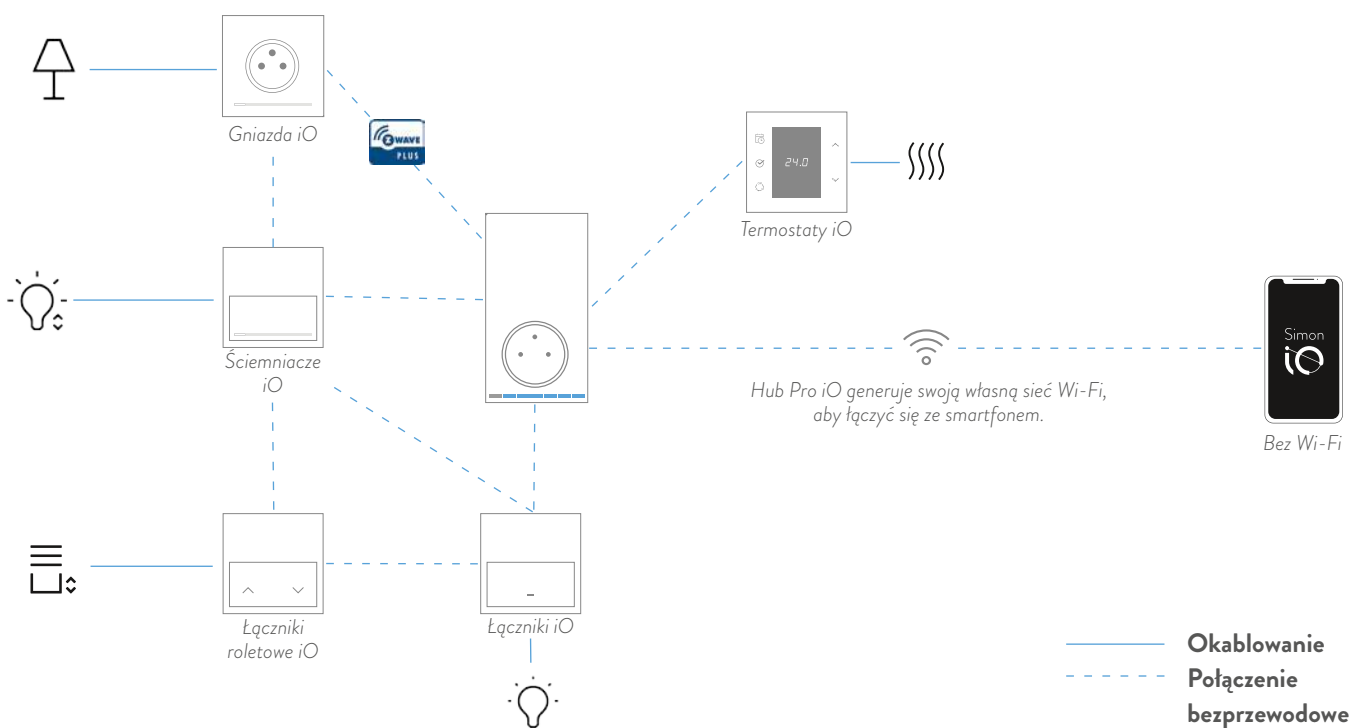 Gniazda iO
Z WAVE
PLUS
24.0
Termostaty iO
Ściemniacze
iO
Simon
iO
Hub Pro iO generuje swoją własną sieć Wi-Fi,
aby łączyć się ze smartfonem.
Bez Wi-Fi
Łączniki
roletowe iO
Łączniki iO
Okablowanie
Połączenie
bezprzewodowe